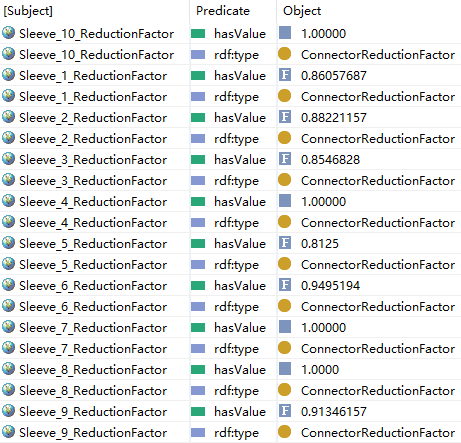 [Subject] Predicate Object
Sleeve_10_ReductionFactor hasValue 1.00000
Sleeve_10_ReductionFactor rdf:type ConnectorReductionFactor
Sleeve_1_ReductionFactor hasValue F 0.86057687
Sleeve_1_ReductionFactor rdf:type ConnectorReductionFactor
Sleeve_2_ReductionFactor hasValue F 0.88221157
Sleeve_2_ReductionFactor rdf:type ConnectorReductionFactor
Sleeve_3_ReductionFactor hasValue F 0.8546828
Sleeve_3_ReductionFactor rdf:type ConnectorReductionFactor
Sleeve_4_ReductionFactor hasValue 1.00000
Sleeve_4_ReductionFactor rdf:type ConnectorReductionFactor
Sleeve_5_ReductionFactor hasValue F 0.8125
Sleeve_5_ReductionFactor rdf:type ConnectorReductionFactor
Sleeve_6_ReductionFactor hasValue F 0.9495194
Sleeve_6_ReductionFactor rdf:type ConnectorReductionFactor
Sleeve_7_ReductionFactor hasValue 1.00000
Sleeve_7_ReductionFactor rdf:type ConnectorReductionFactor
Sleeve_8_ReductionFactor hasValue 1.0000
Sleeve_8_ReductionFactor rdf:type ConnectorReductionFactor
Sleeve_9_ReductionFactor hasValue F 0.91346157
Sleeve_9_ReductionFactor rdf:type ConnectorReductionFactor